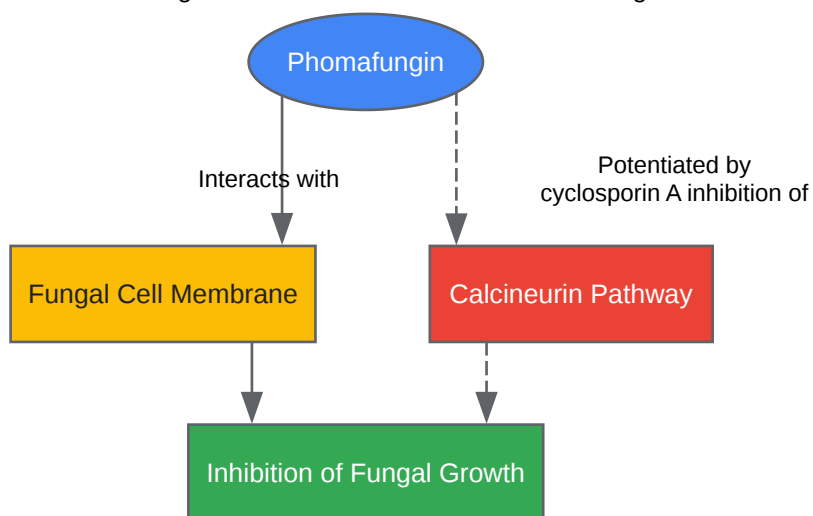 Phomafungin
Interacts with
Potentiated by
cyclosporin A inhibition of
Fungal Cell Membrane
Calcineurin Pathway
Inhibition of Fungal Growth